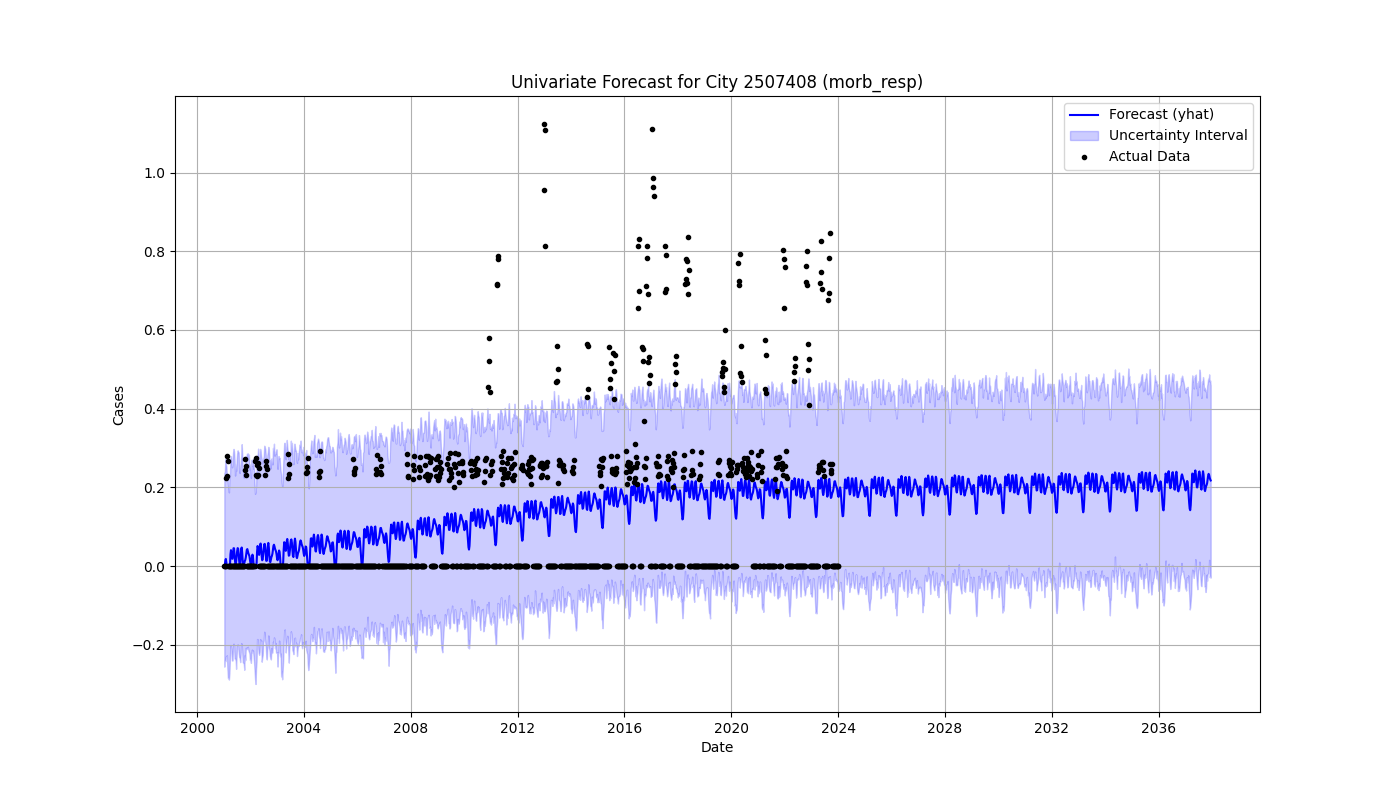 Univariate Forecast for City 2507408 (morb_resp)
Forecast (yhat)
Uncertainty Interval
Actual Data
Cases
1.0
0.8
0.6
0.4
0.2
0.0
−0.2
2000 2004 2008 2012 2016 2020 2024 2028 2032 2036
Date